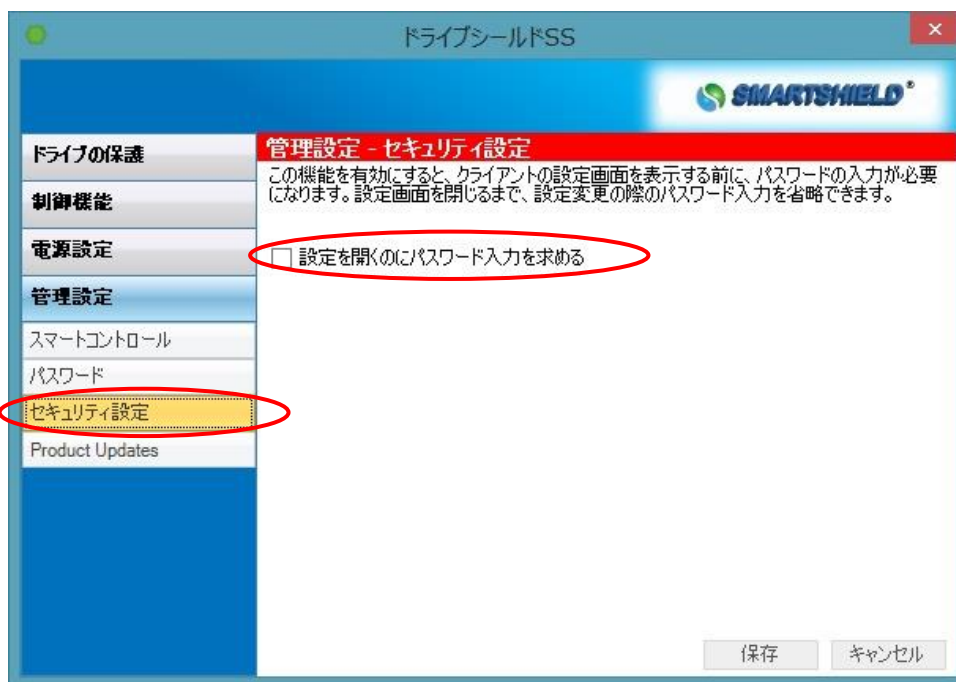 ドライブシールドSS
SMARTSHIELD®
ドライブの保護
制御機能
電源設定
管理設定
スマートコントロール
パスワード
セキュリティ設定
Product Updates
管理設定 - セキュリティ設定
この機能を有効にすると、クライアントの設定画面を表示する前に、パスワードの入力が必要
になります。設定画面を閉じるまで、設定変更の際のパスワード入力を省略できます。
設定を開くのにパスワード入力を求める
保存
キャンセル